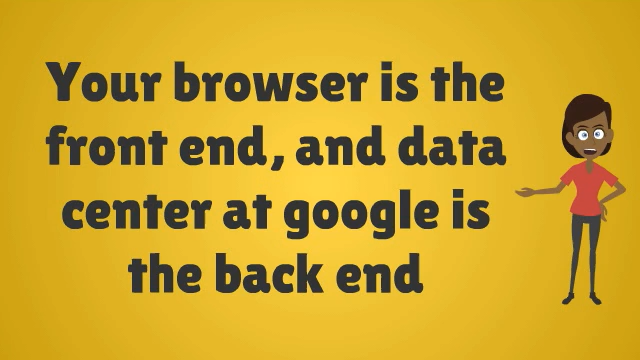 Your browser is the
front end, and data
center at google is
the back end